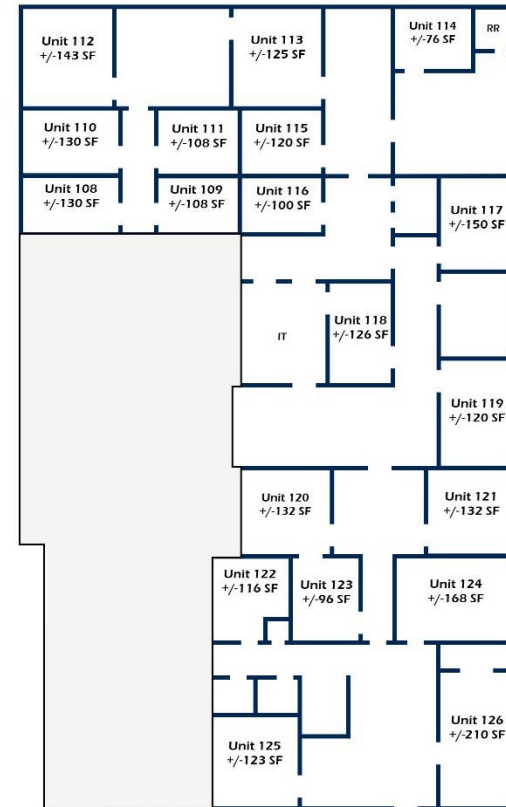 Unit 112
+/-143 SF
Unit 113
+/-125 SF
Unit 114
+/-76 SF
RR
Unit 110
+/-130 SF
Unit 111
+/-108 SF
Unit 115
+/-120 SF
Unit 108
+/-130 SF
Unit 109
+/-108 SF
Unit 116
+/-100 SF
Unit 117
+/-150 SF
IT
Unit 118
+/-126 SF
Unit 119
+/-120 SF
Unit 120
+/-132 SF
Unit 121
+/-132 SF
Unit 122
+/-116 SF
Unit 123
+/-96 SF
Unit 124
+/-168 SF
Unit 125
+/-123 SF
Unit 126
+/-210 SF